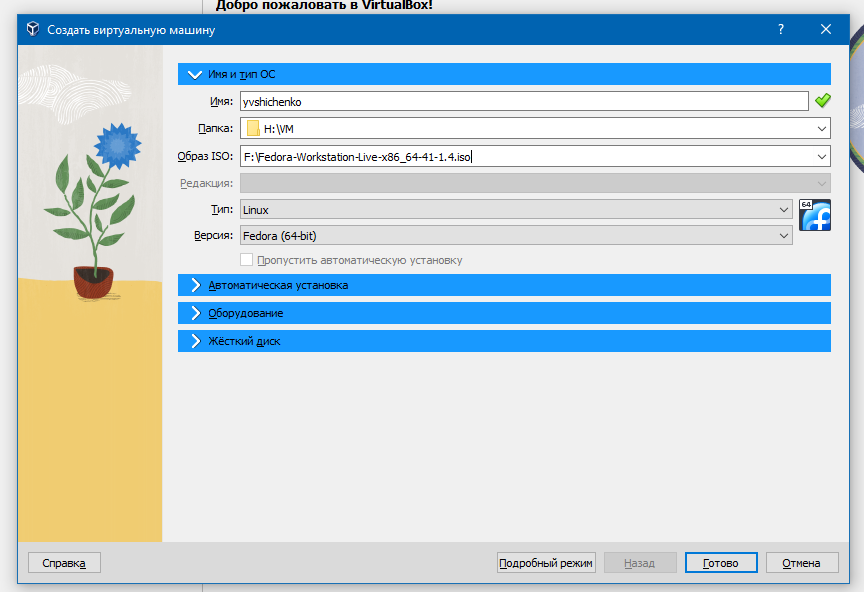 Добро пожаловать в VirtualBox!
Создать виртуальную машину
?
Имя и тип ОС
Имя: yvshichenko
Папка: H:\VM
Образ ISO: F:\Fedora-Workstation-Live-x86_64-41-1.4.iso
Редакция:
Тип: Linux
64
Версия: Fedora (64-bit)
Пропустить автоматическую установку
Автоматическая установка
Оборудование
Жёсткий диск
Справка
Подробный режим
Назад
Готово
Отмена